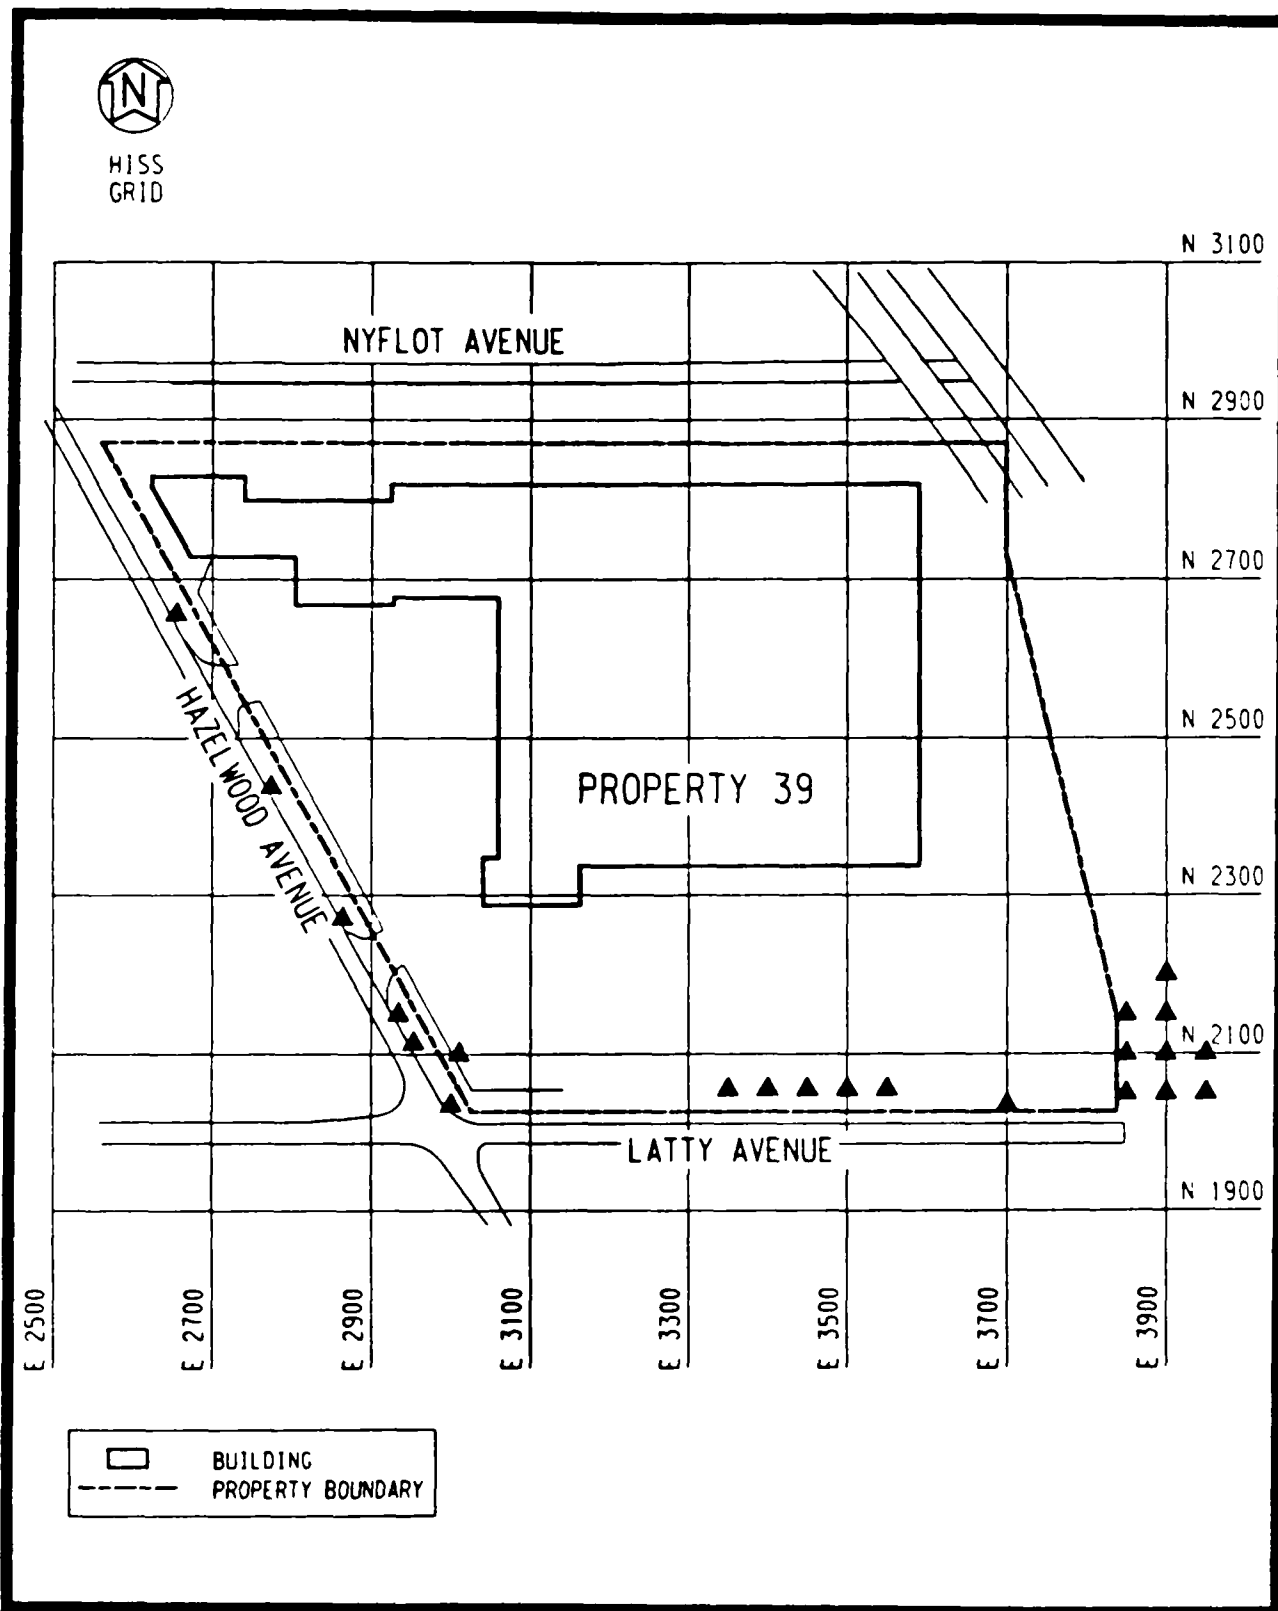 N
HISS
GRID
N 3100
NYFLOT AVENUE
N 2900
N 2700
N 2500
HAZELWOOD AVENUE
PROPERTY 39
N 2300
N 2100
LATTY AVENUE
N 1900
E 2500
E 2700
E 2900
E 3100
E 3300
E 3500
E 3700
E 3900
BUILDING
PROPERTY BOUNDARY